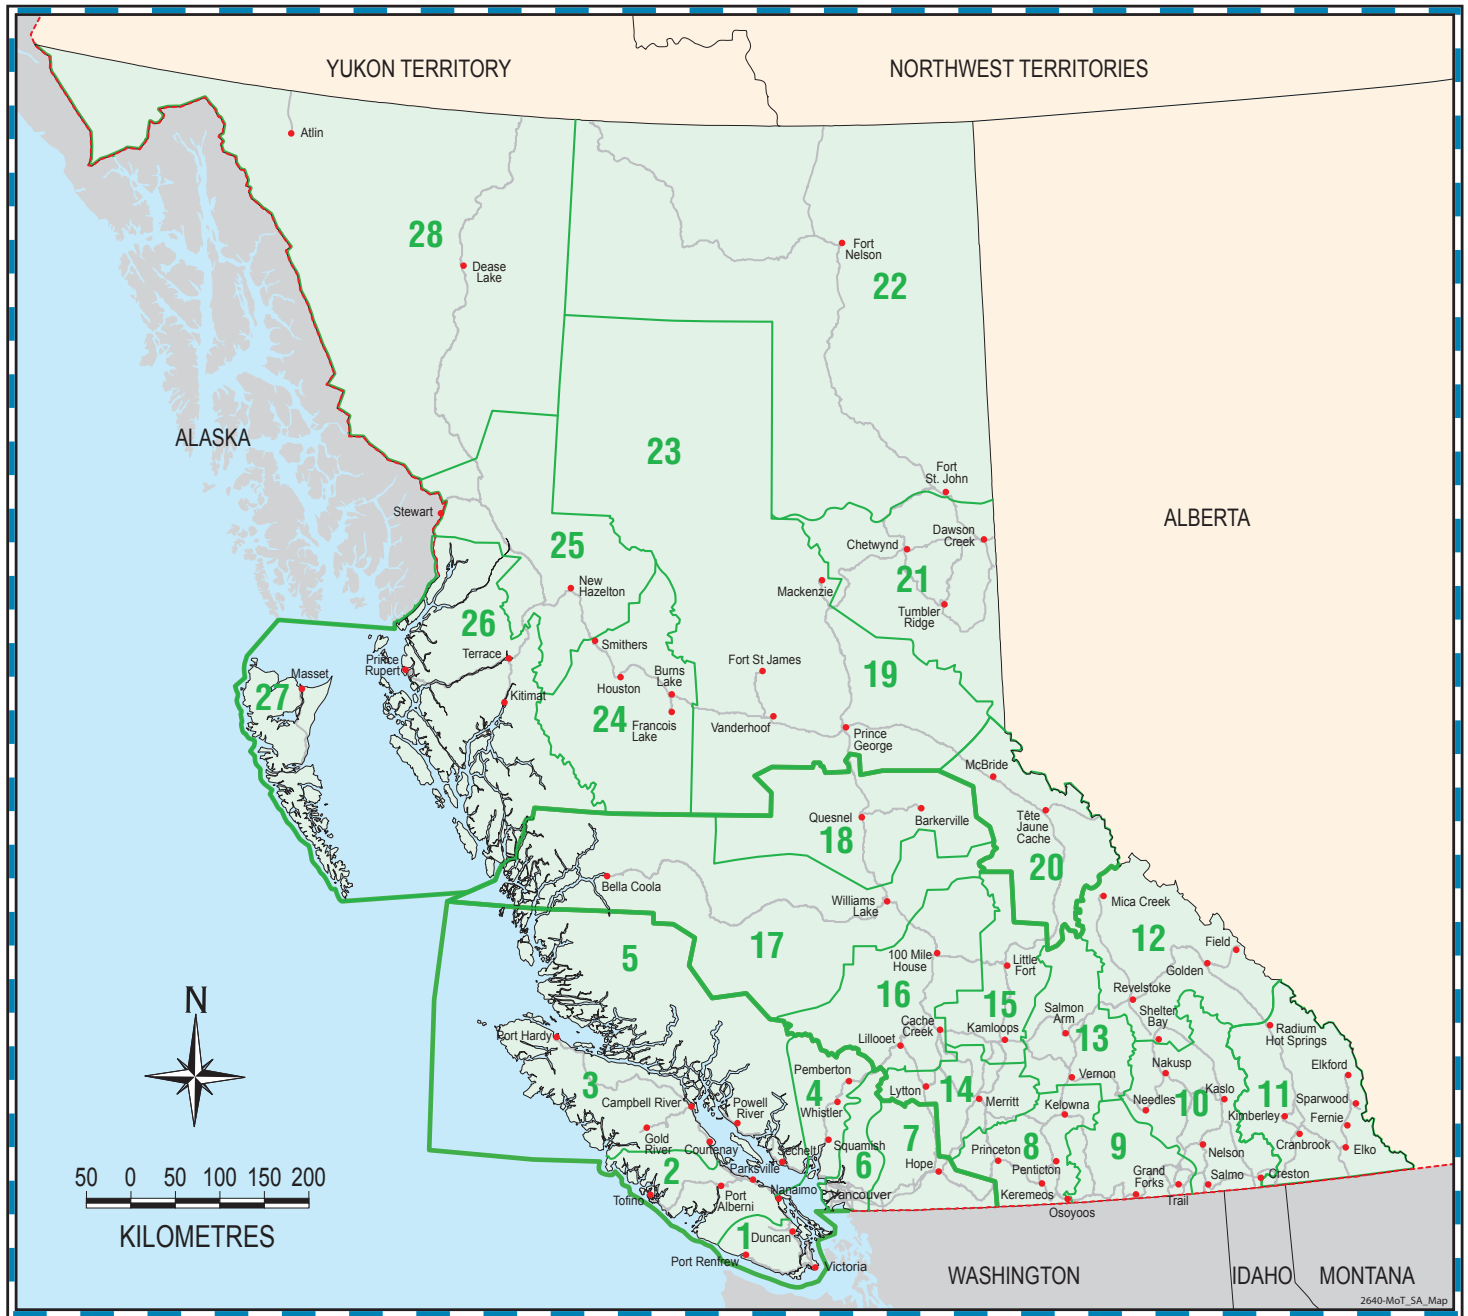 YUKON TERRITORY
NORTHWEST TERRITORIES
Atlin
28
Dease
Lake
Fort
Nelson
22
ALASKA
23
Fort
St. John
Stewart
ALBERTA
25
Chetwynd
Dawson
Creek
New
Hazelton
Mackenzie
21
Tumbler
Ridge
26
Smithers
Terrace
Prince
Rupert
Masset
27
Kitimat
Houston
Burns
Lake
24
Francois
Lake
Fort St James
Vanderhoof
19
Prince
George
McBride
Quesnel
18
Barkerville
Tête
Jaune
Cache
20
Bella Coola
Williams
Lake
Mica Creek
12
5
17
100 Mile
House
Little
Fort
Field
Golden
16
15
Revelstoke
N
Port Hardy
Cache
Creek
Lillooet
Kamloops
Salmon
Arm
13
Shelter
Bay
Radium
Hot Springs
3
Pemberton
4
Whistler
Lytton
14
Merritt
Vernon
Nakusp
Kaslo
Elkford
Campbell River
Powell
River
Kelowna
Needles
10
11
Kimberley
Sparwood
Fernie
Gold
River
Courtenay
Squamish
7
Princeton
8
9
Cranbrook
Elko
2
Parksville
Sechelt
6
Hope
Penticton
Nelson
50 0 50 100 150 200
KILOMETRES
Tofino
Port
Alberni
Nanaimo
Vancouver
Keremeos
Osoyoos
Grand
Forks
Trail
Salmo
Creston
1
Duncan
Port Renfrew
Victoria
WASHINGTON
IDAHO
MONTANA
2640-MoT_SA_Map